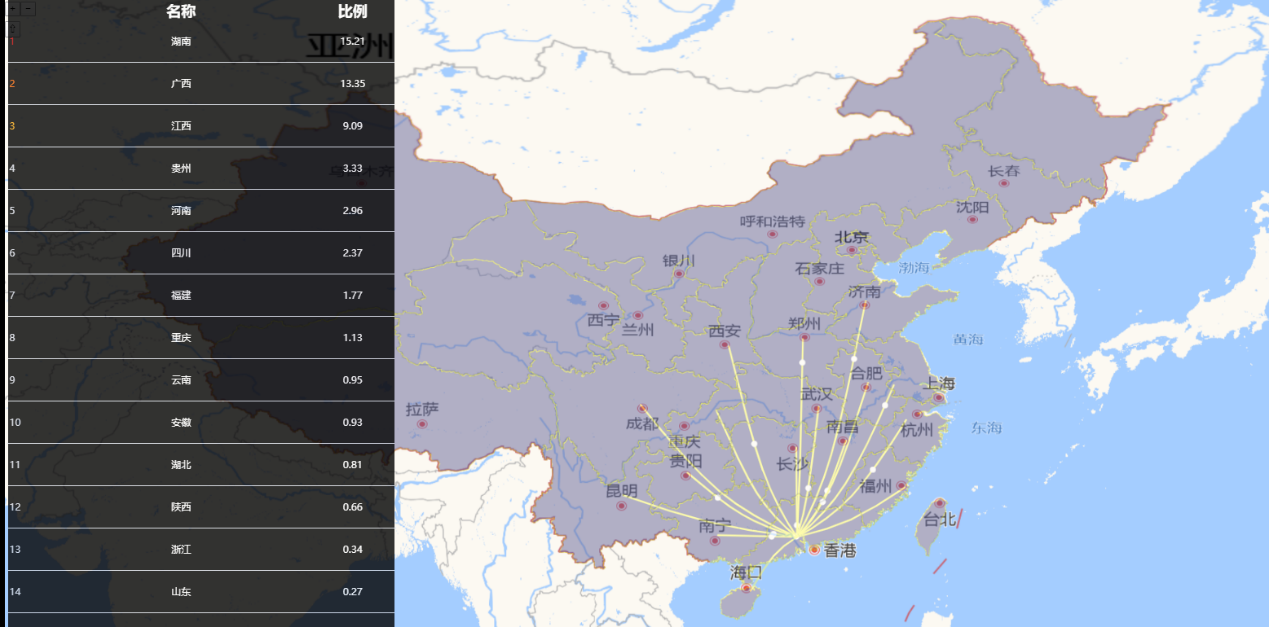 名称 比例
1 湖南 15.21
2 广西 13.35
3 江西 9.09
4 贵州 3.33
5 河南 2.96
6 四川 2.37
7 福建 1.77
8 重庆 1.13
9 云南 0.95
10 安徽 0.93
11 湖北 0.81
12 陕西 0.66
13 浙江 0.34
14 山东 0.27
亚洲
长春
沈阳
呼和浩特
北京
银川
石家庄
渤海
济南
西宁
兰州
西安
郑州
黄海
合肥
上海
拉萨
成都
武汉
重庆
南昌
杭州
东海
贵阳
长沙
昆明
福州
南宁
台北
香港
海口